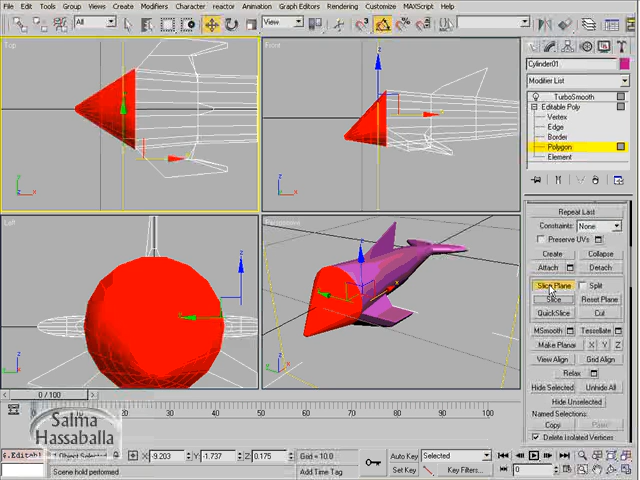 File Edit Tools Group Views Create Modifiers Character reactor Animation Graph Editors Rendering Customize MAXScript Help
All View..
Top
Front
Left
Perspective
Cylinder01
Modifier List
TurboSmooth
Editable Poly
Vertex
Edge
Border
Polygon
Element
Repeat Last
Constraints: None
Preserve UVs
Create Collapse
Attach Detach
Slice Plane Split
Slice Reset Plane
QuickSlice Cut
MSmooth Tessellate
Make Planar X Y Z
View Align Grid Align
Relax
Hide Selected Unhide All
Hide Unselected
Named Selections:
Copy Paste
Delete Isolated Vertices
0 / 100
30 40 50 60 70 80 90 100
Salma
Hassaballa
1 Object Selected X: -9.203 Y: -1.737 Z: 0.175 Grid = 10.0 Auto Key Selected
Scene hold performed Add Time Tag Set Key Key Filters... 0